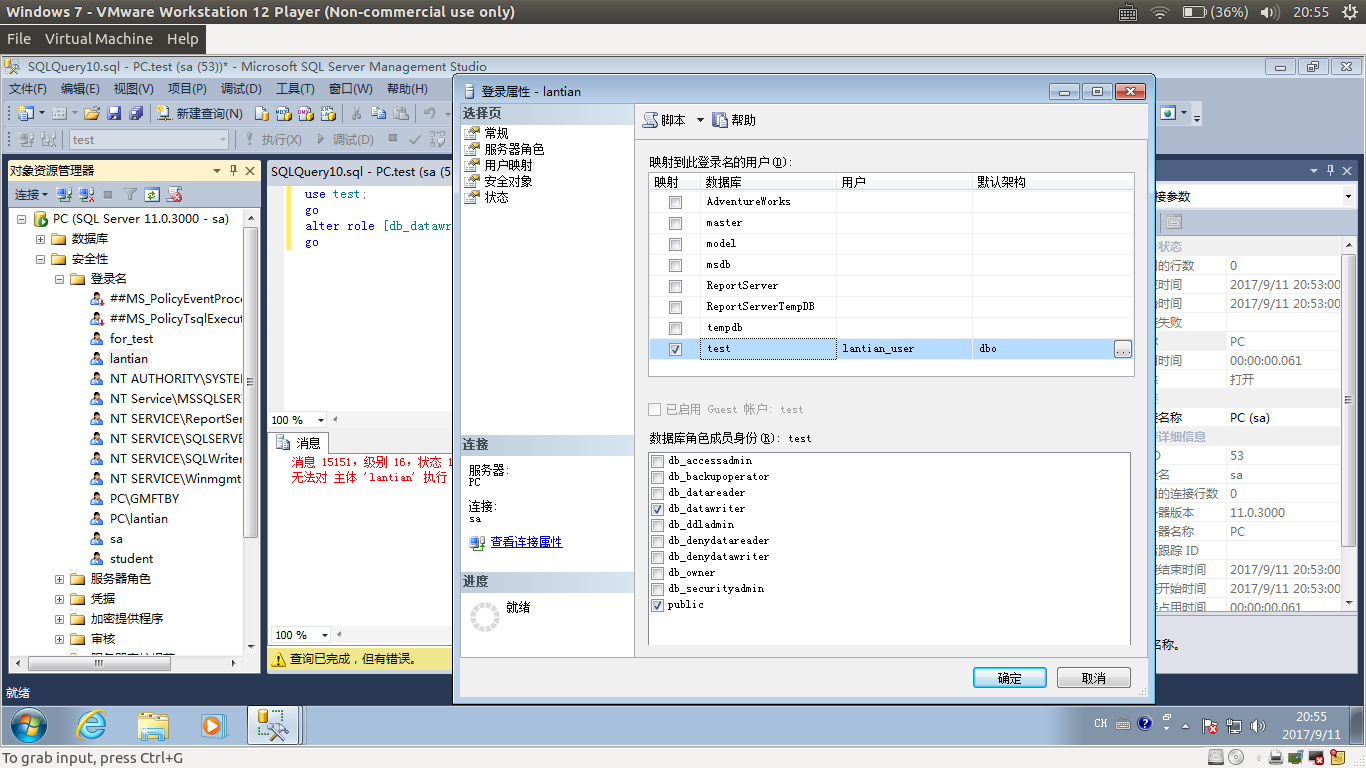 Windows 7 - VMware Workstation 12 Player (Non-commercial use only)
(36%)
20:55
File Virtual Machine Help
SQLQuery10.sql - PC.test (sa (53))* - Microsoft SQL Server Management Studio
文件(F) 编辑(E) 视图(V) 项目(P) 调试(D) 工具(T) 窗口(W) 帮助(H)
新建查询(N)
test
执行(X)
调试(D)
对象资源管理器
连接
PC (SQL Server 11.0.3000 - sa)
数据库
安全性
登录名
##MS_PolicyEventProc
##MS_PolicyTsqlExecut
for_test
lantian
NT AUTHORITY\SYSTE
NT Service\MSSQLSERV
NT SERVICE\ReportSer
NT SERVICE\SQLSERVE
NT SERVICE\SQLWriter
NT SERVICE\Winmgmt
PC\GMFTBY
PC\lantian
sa
student
服务器角色
凭据
加密提供程序
审核
SQLQuery10.sql - PC.test (sa (5
use test;
go
alter role [db_datawr
go
100 %
消息
消息 15151，级别 16，状态 1
无法对 主体 'lantian' 执行
100 %
查询已完成，但有错误。
登录属性 - lantian
选择页
常规
服务器角色
用户映射
安全对象
状态
连接
服务器:
PC
连接:
sa
查看连接属性
进度
就绪
脚本
帮助
映射到此登录名的用户(D):
映射 数据库 用户 默认架构
AdventureWorks
master
model
msdb
ReportServer
ReportServerTempDB
tempdb
test lantian_user dbo
...
已启用 Guest 帐户: test
数据库角色成员身份(R): test
db_accessadmin
db_backupoperator
db_datareader
db_datawriter
db_ddladmin
db_denydatareader
db_denydatawriter
db_owner
db_securityadmin
public
确定
取消
接参数
状态
的行数 0
时间 2017/9/11 20:53:00
时间 2017/9/11 20:53:00
失败
PC
时间 00:00:00.061
打开
名称 PC (sa)
详细信息
D 53
名 sa
的连接行数 0
器版本 11.0.3000
器名称 PC
跟踪 ID
结束时间 2017/9/11 20:53:00
开始时间 2017/9/11 20:53:00
占用时间 00:00:00.061
名称。
就绪
CH
20:55
2017/9/11
To grab input, press Ctrl+G